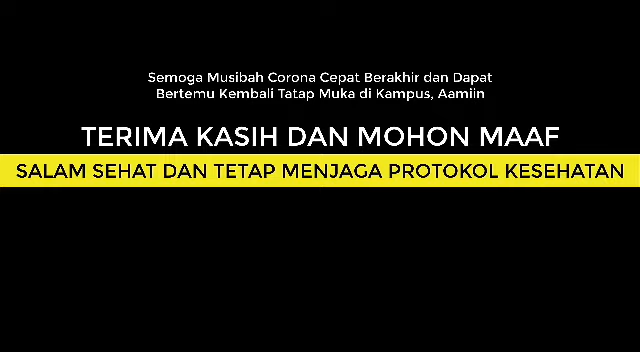 Semoga Musibah Corona Cepat Berakhir dan Dapat
Bertemu Kembali Tatap Muka di Kampus, Aamiin
TERIMA KASIH DAN MOHON MAAF
SALAM SEHAT DAN TETAP MENJAGA PROTOKOL KESEHATAN